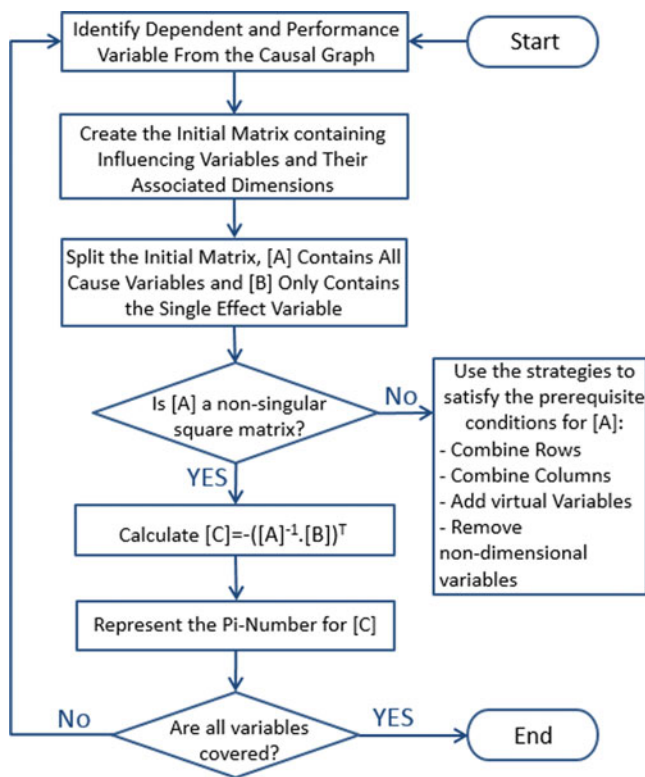 Start
Identify Dependent and Performance
Variable From the Causal Graph
Create the Initial Matrix containing
Influencing Variables and Their
Associated Dimensions
Split the Initial Matrix, [A] Contains All
Cause Variables and [B] Only Contains
the Single Effect Variable
Is [A] a non-singular
square matrix?
No
Use the strategies to
satisfy the prerequisite
conditions for [A]:
- Combine Rows
- Combine Columns
- Add virtual Variables
- Remove
non-dimensional
variables
YES
Calculate [C]=-([A]⁻¹.[B])ᵀ
Represent the Pi-Number for [C]
Are all variables
covered?
No
YES
End